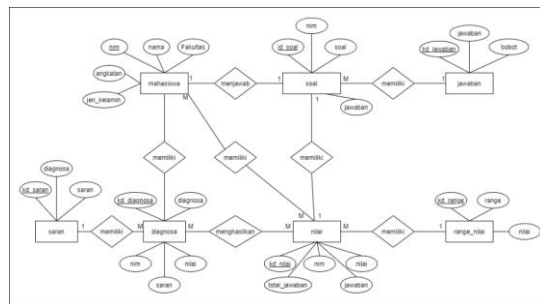 nim
nim
nama
Fakultas
id_soal
soal
kd_jawaban
bobot
jawaban
angkatan
jen_kelamin
mahasiswa
1
menjawab
1
soal
M
memiliki
1
jawaban
M
1
jawaban
memiliki
memiliki
memiliki
diagnosa
kd_saran
saran
kd_diagnosa
diagnosa
kd_range
range
M
1
saran
1
memiliki
M
diagnosa
M
menghasilkan
M
nilai
M
memiliki
1
range_nilai
nilai
nim
nilai
saran
kd_nilai
nim
nilai
total_jawaban
jawaban